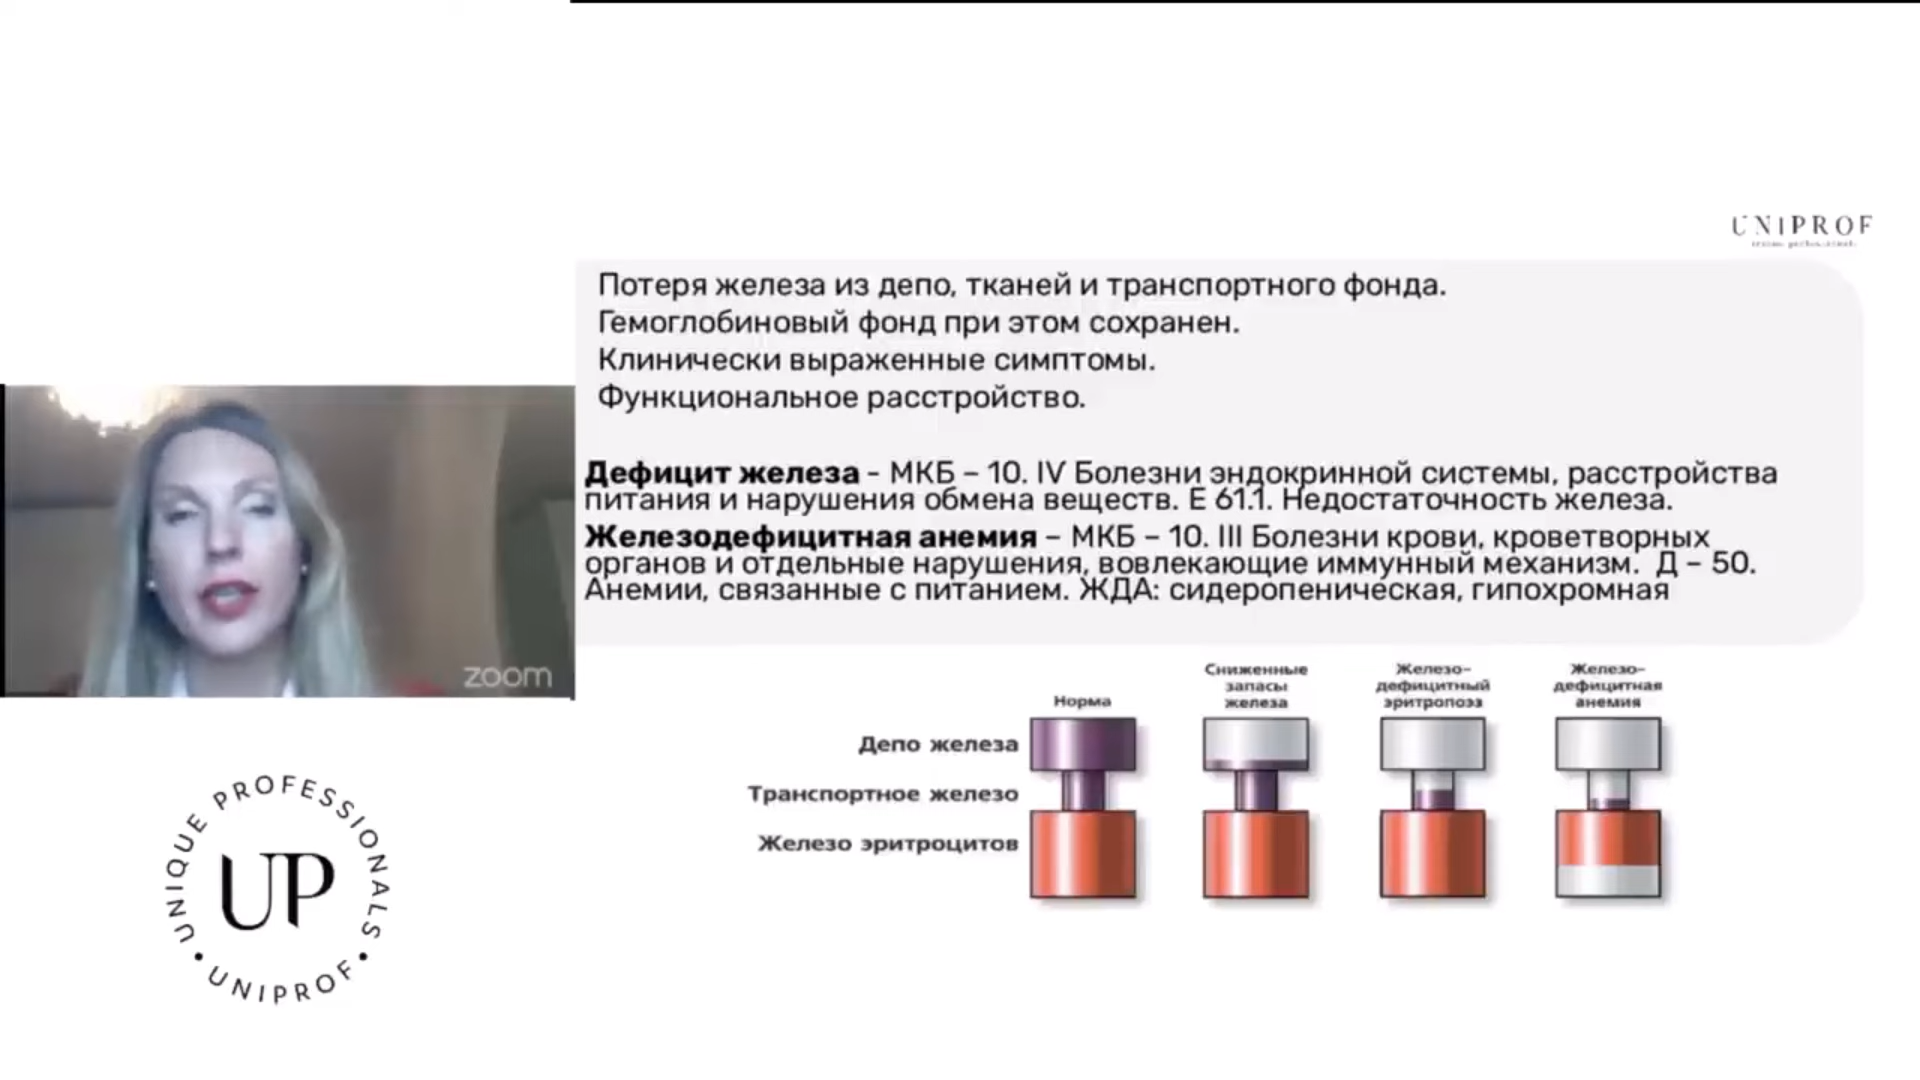 UNIPROF
Потеря железа из депо, тканей и транспортного фонда.
Гемоглобиновый фонд при этом сохранен.
Клинически выраженные симптомы.
Функциональное расстройство.
Дефицит железа - МКБ – 10. IV Болезни эндокринной системы, расстройства
питания и нарушения обмена веществ. Е 61.1. Недостаточность железа.
Железодефицитная анемия – МКБ – 10. III Болезни крови, кроветворных
органов и отдельные нарушения, вовлекающие иммунный механизм. Д – 50.
Анемии, связанные с питанием. ЖДА: сидеропеническая, гипохромная
zoom
Норма
Сниженные
запасы
железа
Железо-
дефицитный
эритропоэз
Железо-
дефицитная
анемия
Депо железа
Транспортное железо
Железо эритроцитов
UNIQUE PROFESSIONALS
UP
• UNIPROF •